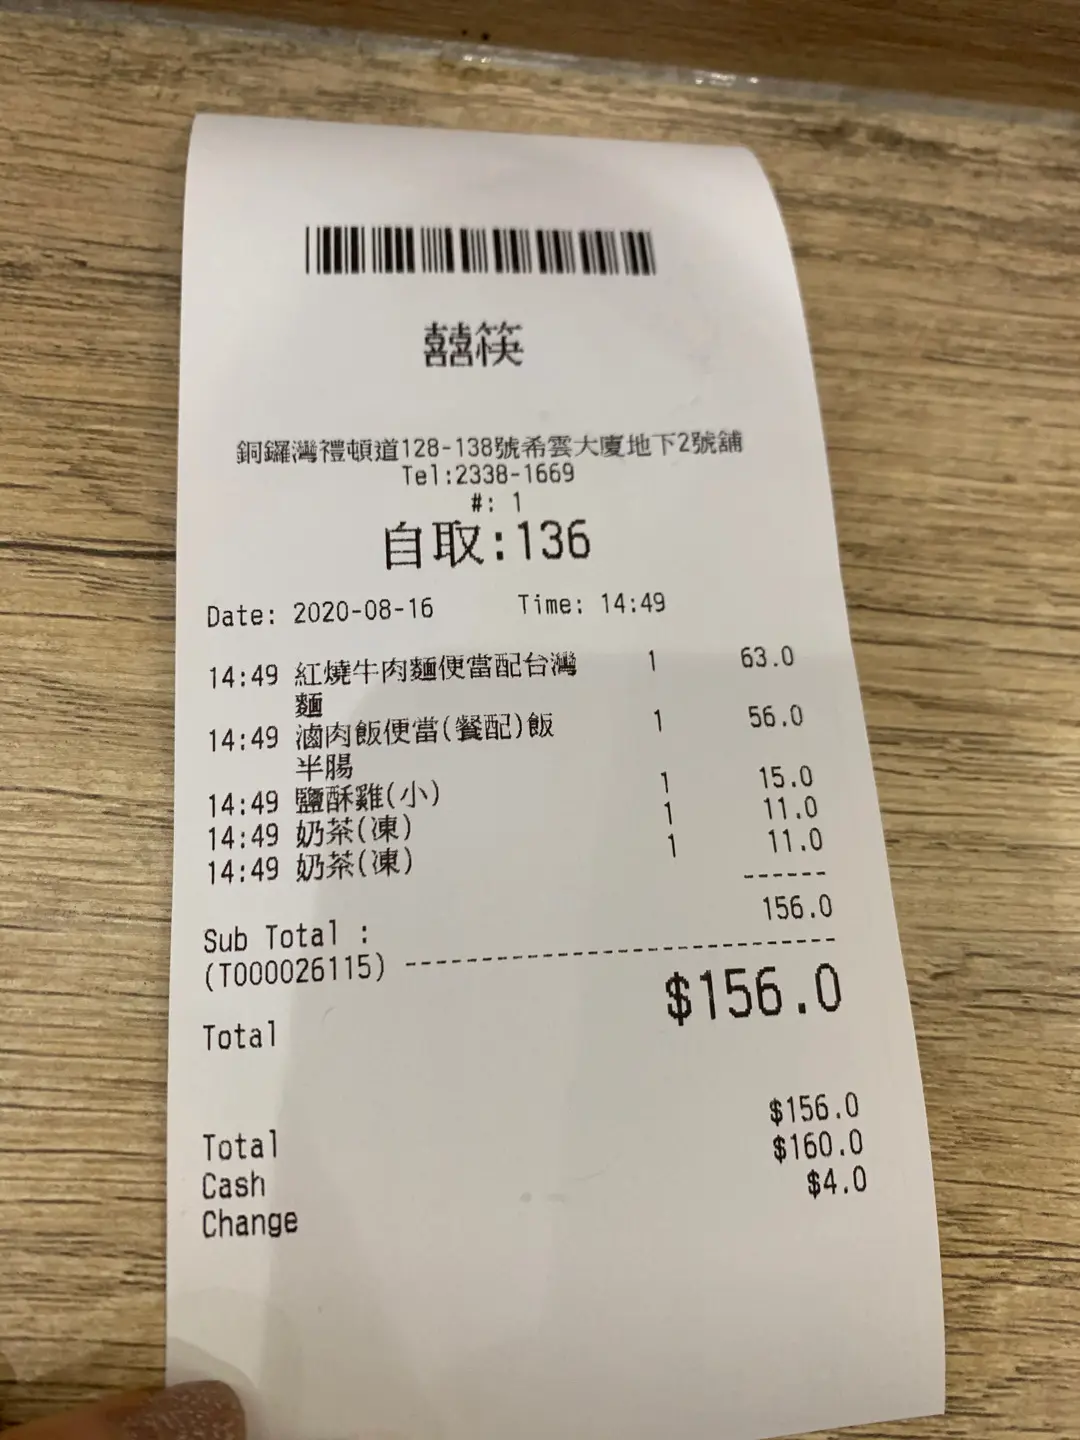 囍筷
銅鑼灣禮頓道128-138號希雲大廈地下2號舖
Tel:2338-1669
#: 1
自取:136
Date: 2020-08-16 Time: 14:49
14:49 紅燒牛肉麵便當配台灣 1 63.0
麵
14:49 滷肉飯便當(餐配)飯 1 56.0
半腸
14:49 鹽酥雞(小) 1 15.0
14:49 奶茶(凍) 1 11.0
14:49 奶茶(凍) 1 11.0
------
Sub Total : 156.0
(T000026115) ------------------------------
Total $156.0
Total $156.0
Cash $160.0
Change $4.0